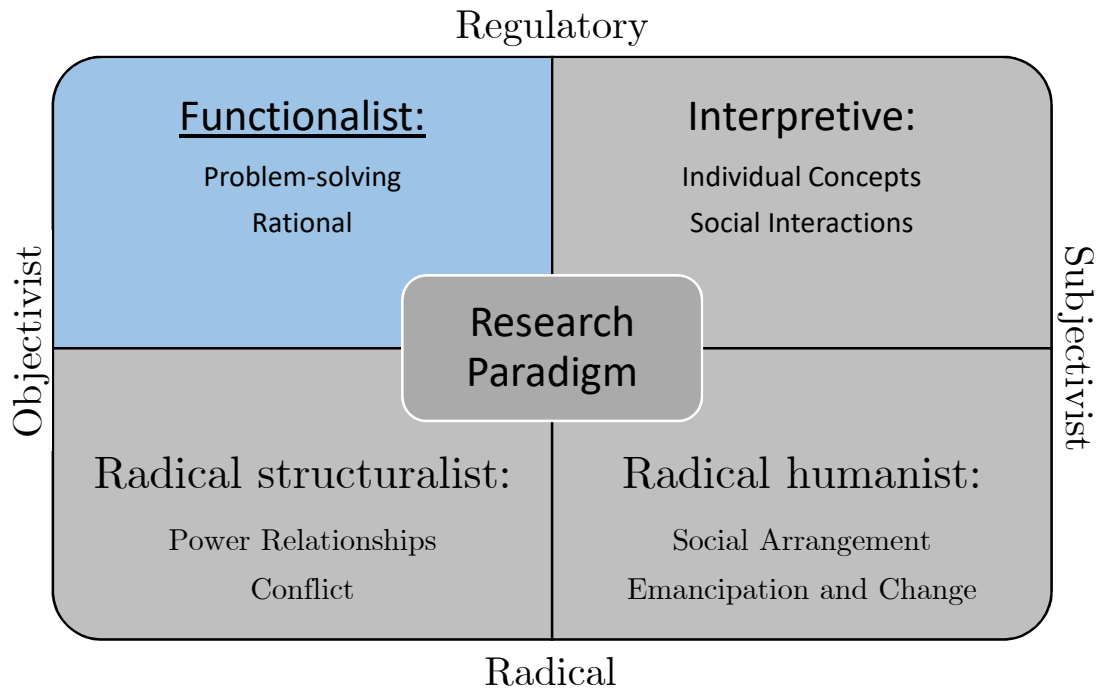 Regulatory
Functionalist:
Problem-solving
Rational
Interpretive:
Individual Concepts
Social Interactions
Objectivist
Research
Paradigm
Subjectivist
Radical structuralist:
Power Relationships
Conflict
Radical humanist:
Social Arrangement
Emancipation and Change
Radical